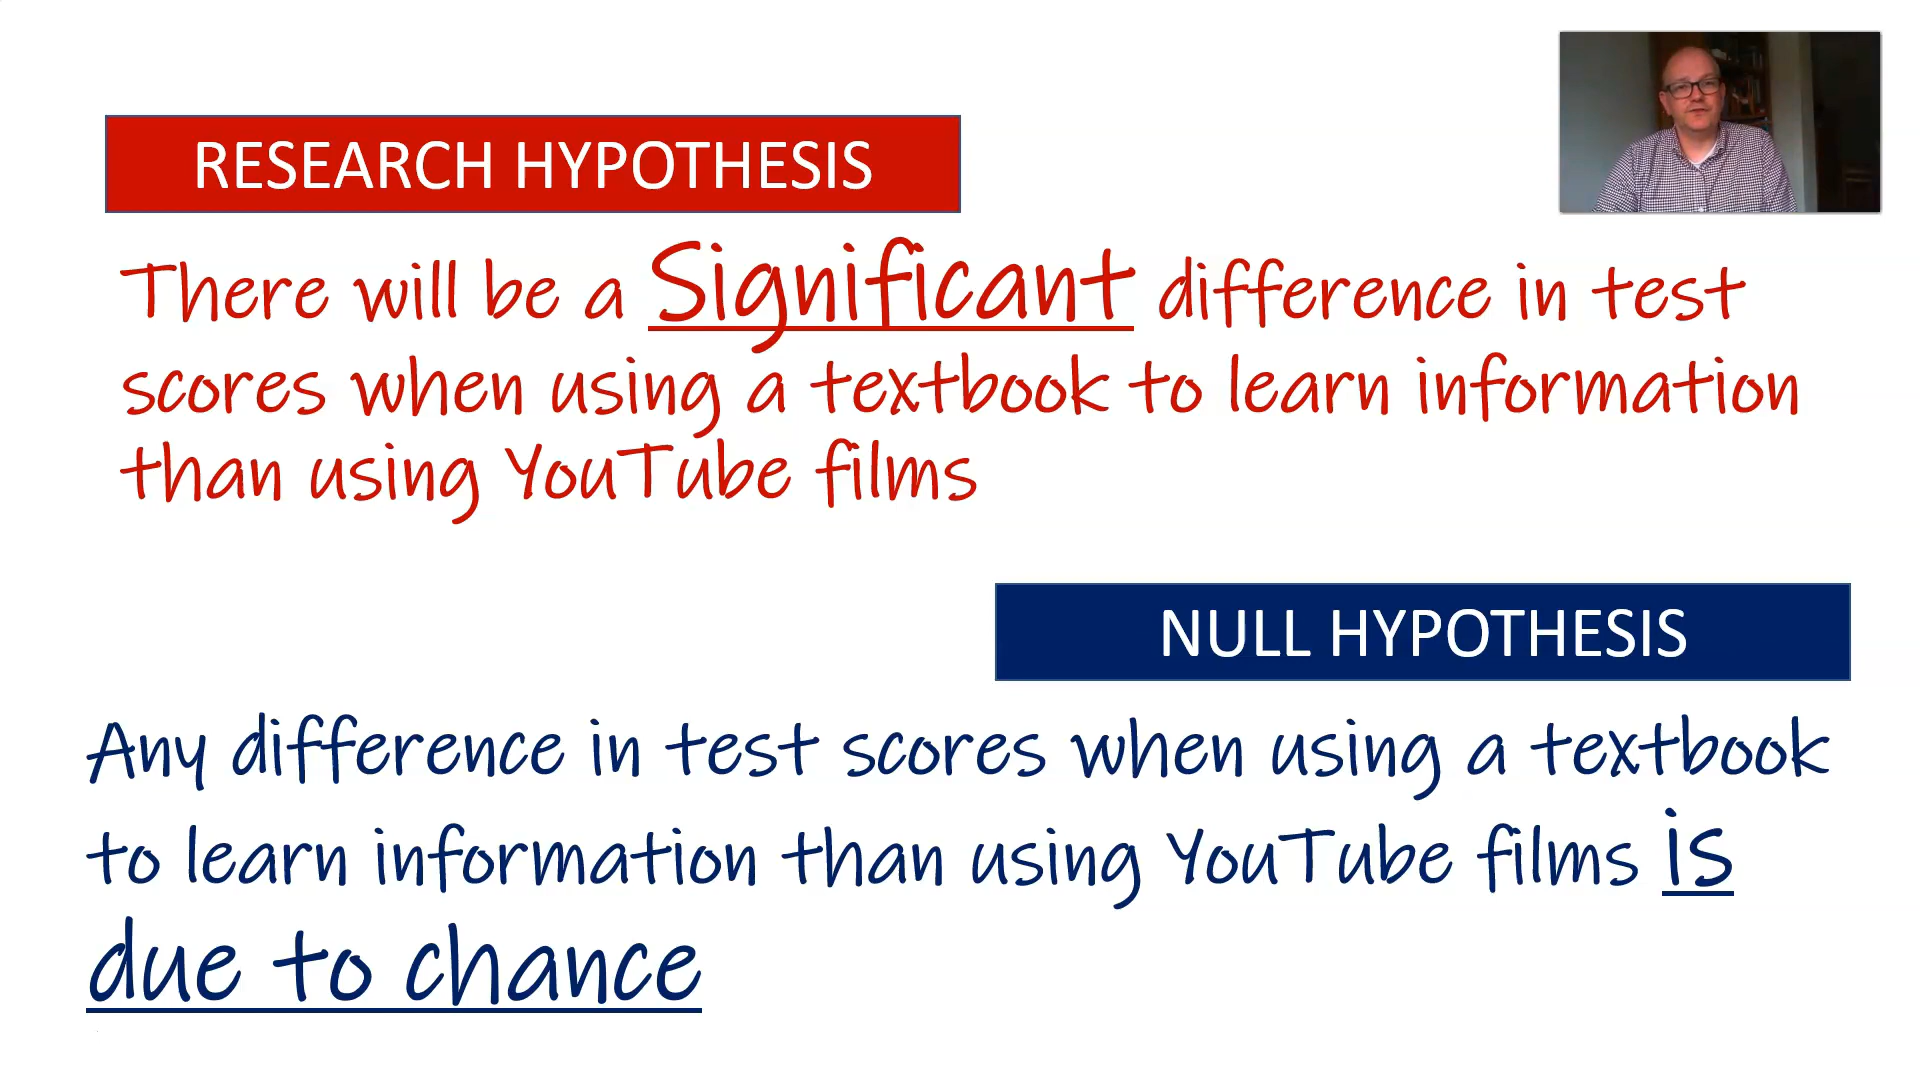 RESEARCH HYPOTHESIS
There will be a Significant difference in test
scores when using a textbook to learn information
than using YouTube films
NULL HYPOTHESIS
Any difference in test scores when using a textbook
to learn information than using YouTube films is
due to chance